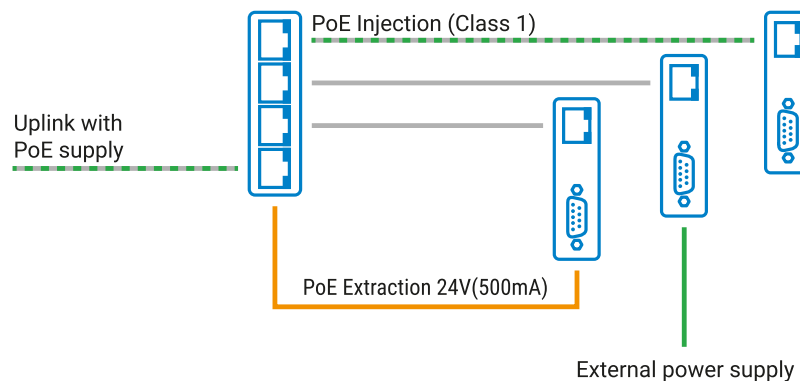 PoE Injection (Class 1)
Uplink with
PoE supply
PoE Extraction 24V(500mA)
External power supply